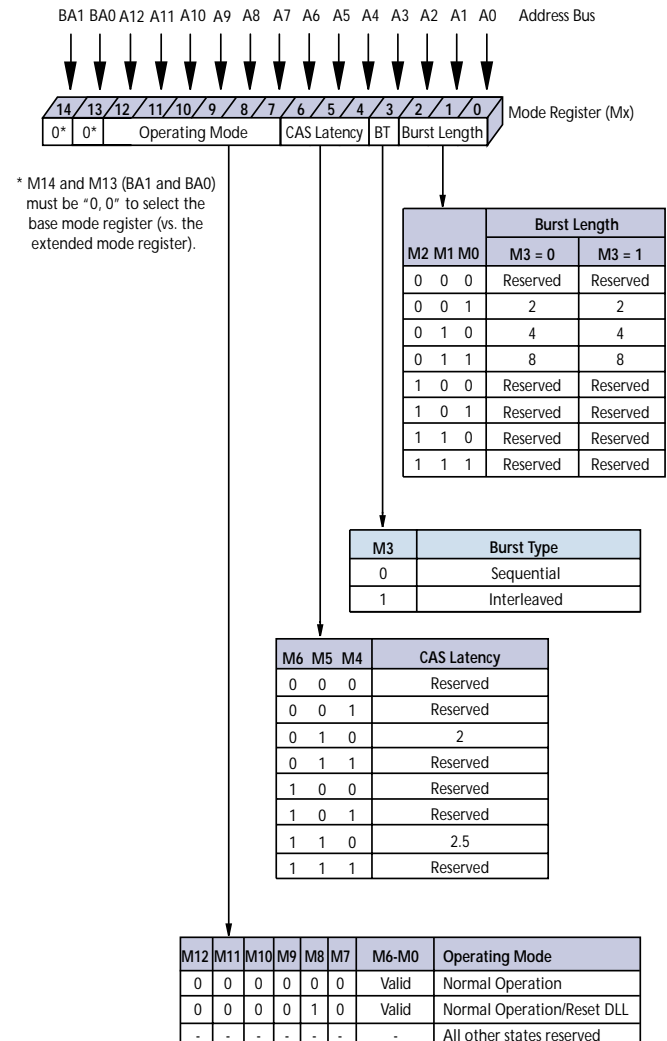 BA1 BA0 A12 A11 A10 A9 A8 A7 A6 A5 A4 A3 A2 A1 A0 Address Bus
14 13 12 11 10 9 8 7 6 5 4 3 2 1 0 Mode Register (Mx)
0* 0* Operating Mode CAS Latency BT Burst Length
* M14 and M13 (BA1 and BA0)
must be "0, 0" to select the
base mode register (vs. the
extended mode register).
Burst Length
M2 M1 M0 M3 = 0 M3 = 1
0 0 0 Reserved Reserved
0 0 1 2 2
0 1 0 4 4
0 1 1 8 8
1 0 0 Reserved Reserved
1 0 1 Reserved Reserved
1 1 0 Reserved Reserved
1 1 1 Reserved Reserved
M3 Burst Type
0 Sequential
1 Interleaved
M6 M5 M4 CAS Latency
0 0 0 Reserved
0 0 1 Reserved
0 1 0 2
0 1 1 Reserved
1 0 0 Reserved
1 0 1 Reserved
1 1 0 2.5
1 1 1 Reserved
M12 M11 M10 M9 M8 M7 M6-M0 Operating Mode
0 0 0 0 0 0 Valid Normal Operation
0 0 0 0 1 0 Valid Normal Operation/Reset DLL
- - - - - - - All other states reserved